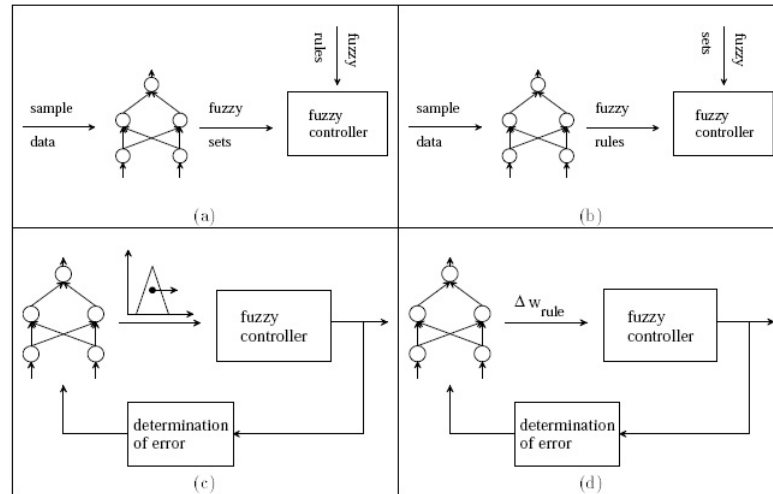 fuzzy
rules
sample
data
fuzzy
sets
fuzzy
controller
(a)
fuzzy
sets
sample
data
fuzzy
rules
fuzzy
controller
(b)
fuzzy
controller
determination
of error
(c)
Δ w rule
fuzzy
controller
determination
of error
(d)